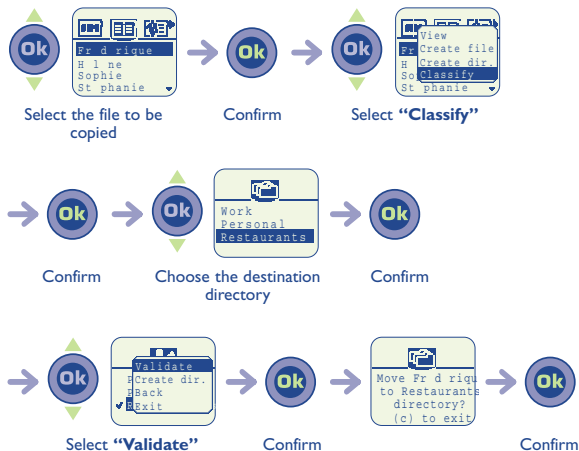 Ok
Fr d rique
H l ne
Sophie
St phanie
Select the file to be
copied
Ok
Confirm
Ok
View
Create file
Create dir.
Classify
St phanie
Select “Classify”
Ok
Confirm
Ok
Work
Personal
Restaurants
Choose the destination
directory
Ok
Confirm
Ok
Validate
Create dir.
Back
Exit
Select “Validate”
Ok
Confirm
Move Fr d riqu
to Restaurants
directory?
(c) to exit
Ok
Confirm